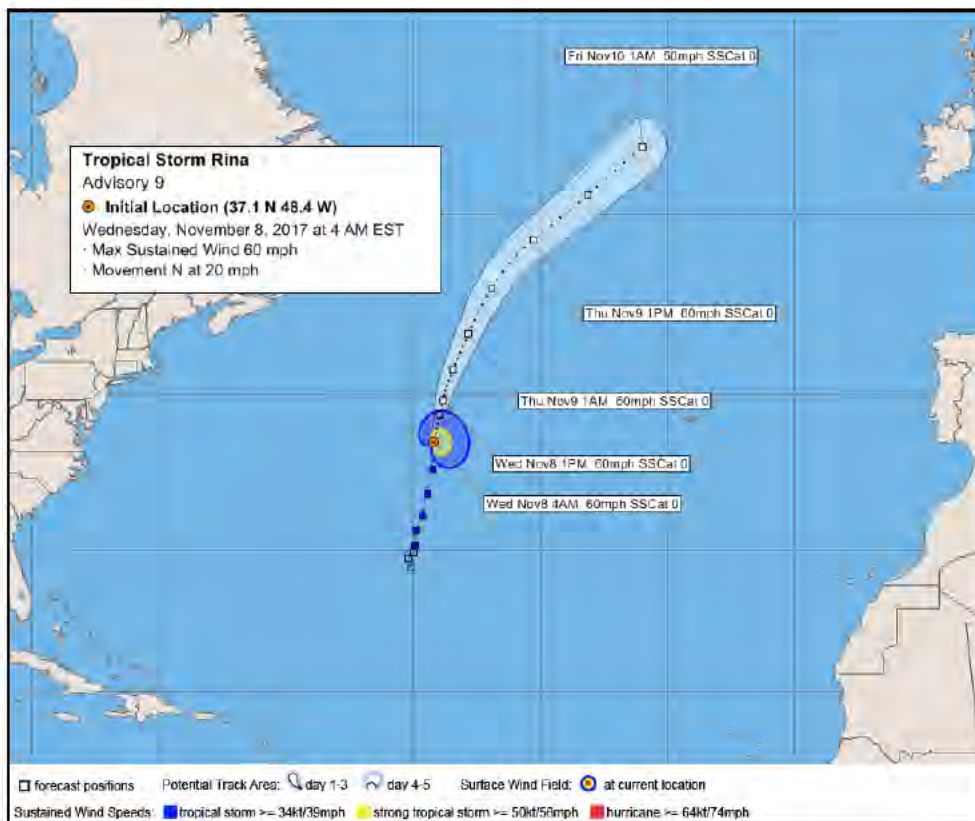 Fri Nov10 1AM 50mph SSCat 0
Tropical Storm Rina
Advisory 9
Initial Location (37.1 N 48.4 W)
Wednesday, November 8, 2017 at 4 AM EST
· Max Sustained Wind 60 mph
· Movement N at 20 mph
Thu Nov9 1PM 60mph SSCat 0
Thu Nov9 1AM 60mph SSCat 0
Wed Nov8 1PM 60mph SSCat 0
Wed Nov8 4AM 60mph SSCat 0
forecast positions Potential Track Area: day 1-3 day 4-5 Surface Wind Field: at current location
Sustained Wind Speeds: tropical storm >= 34kt/39mph strong tropical storm >= 50kt/58mph hurricane >= 64kt/74mph